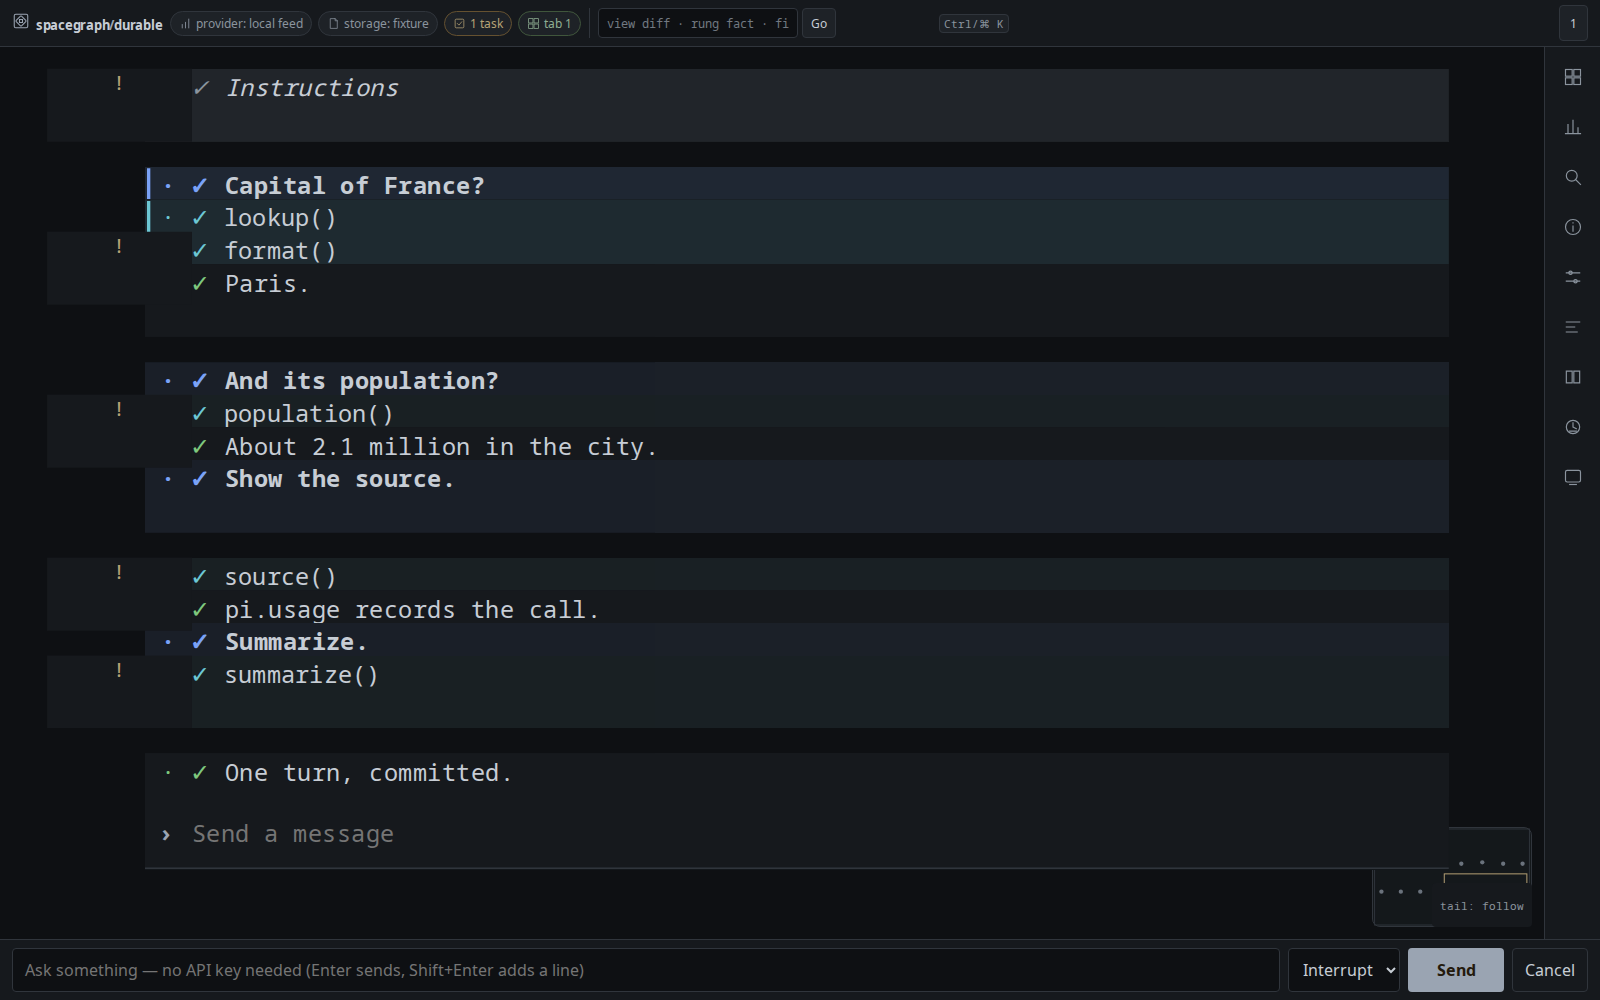 spacegraph/durable provider: local feed storage: fixture 1 task tab 1 view diff · rung fact · fi Go Ctrl/⌘ K 1
! ✓ Instructions
· ✓ Capital of France?
· ✓ lookup()
! ✓ format()
✓ Paris.
· ✓ And its population?
! ✓ population()
✓ About 2.1 million in the city.
· ✓ Show the source.
! ✓ source()
✓ pi.usage records the call.
· ✓ Summarize.
! ✓ summarize()
· ✓ One turn, committed.
› Send a message
tail: follow
Ask something — no API key needed (Enter sends, Shift+Enter adds a line) Interrupt Send Cancel